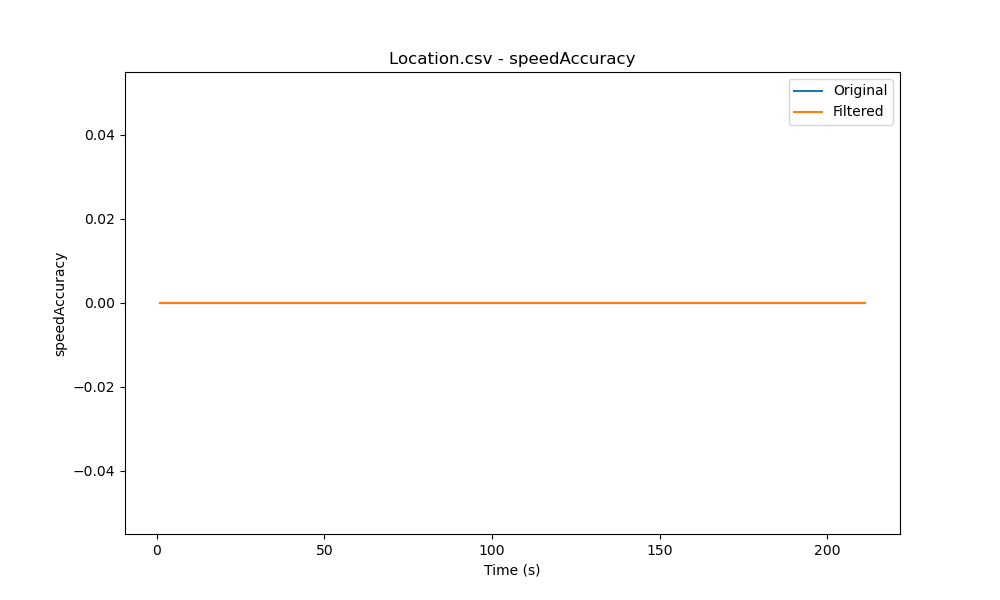 Location.csv - speedAccuracy
Original
Filtered
0.04
0.02
0.00
−0.02
−0.04
speedAccuracy
0
50
100
150
200
Time (s)